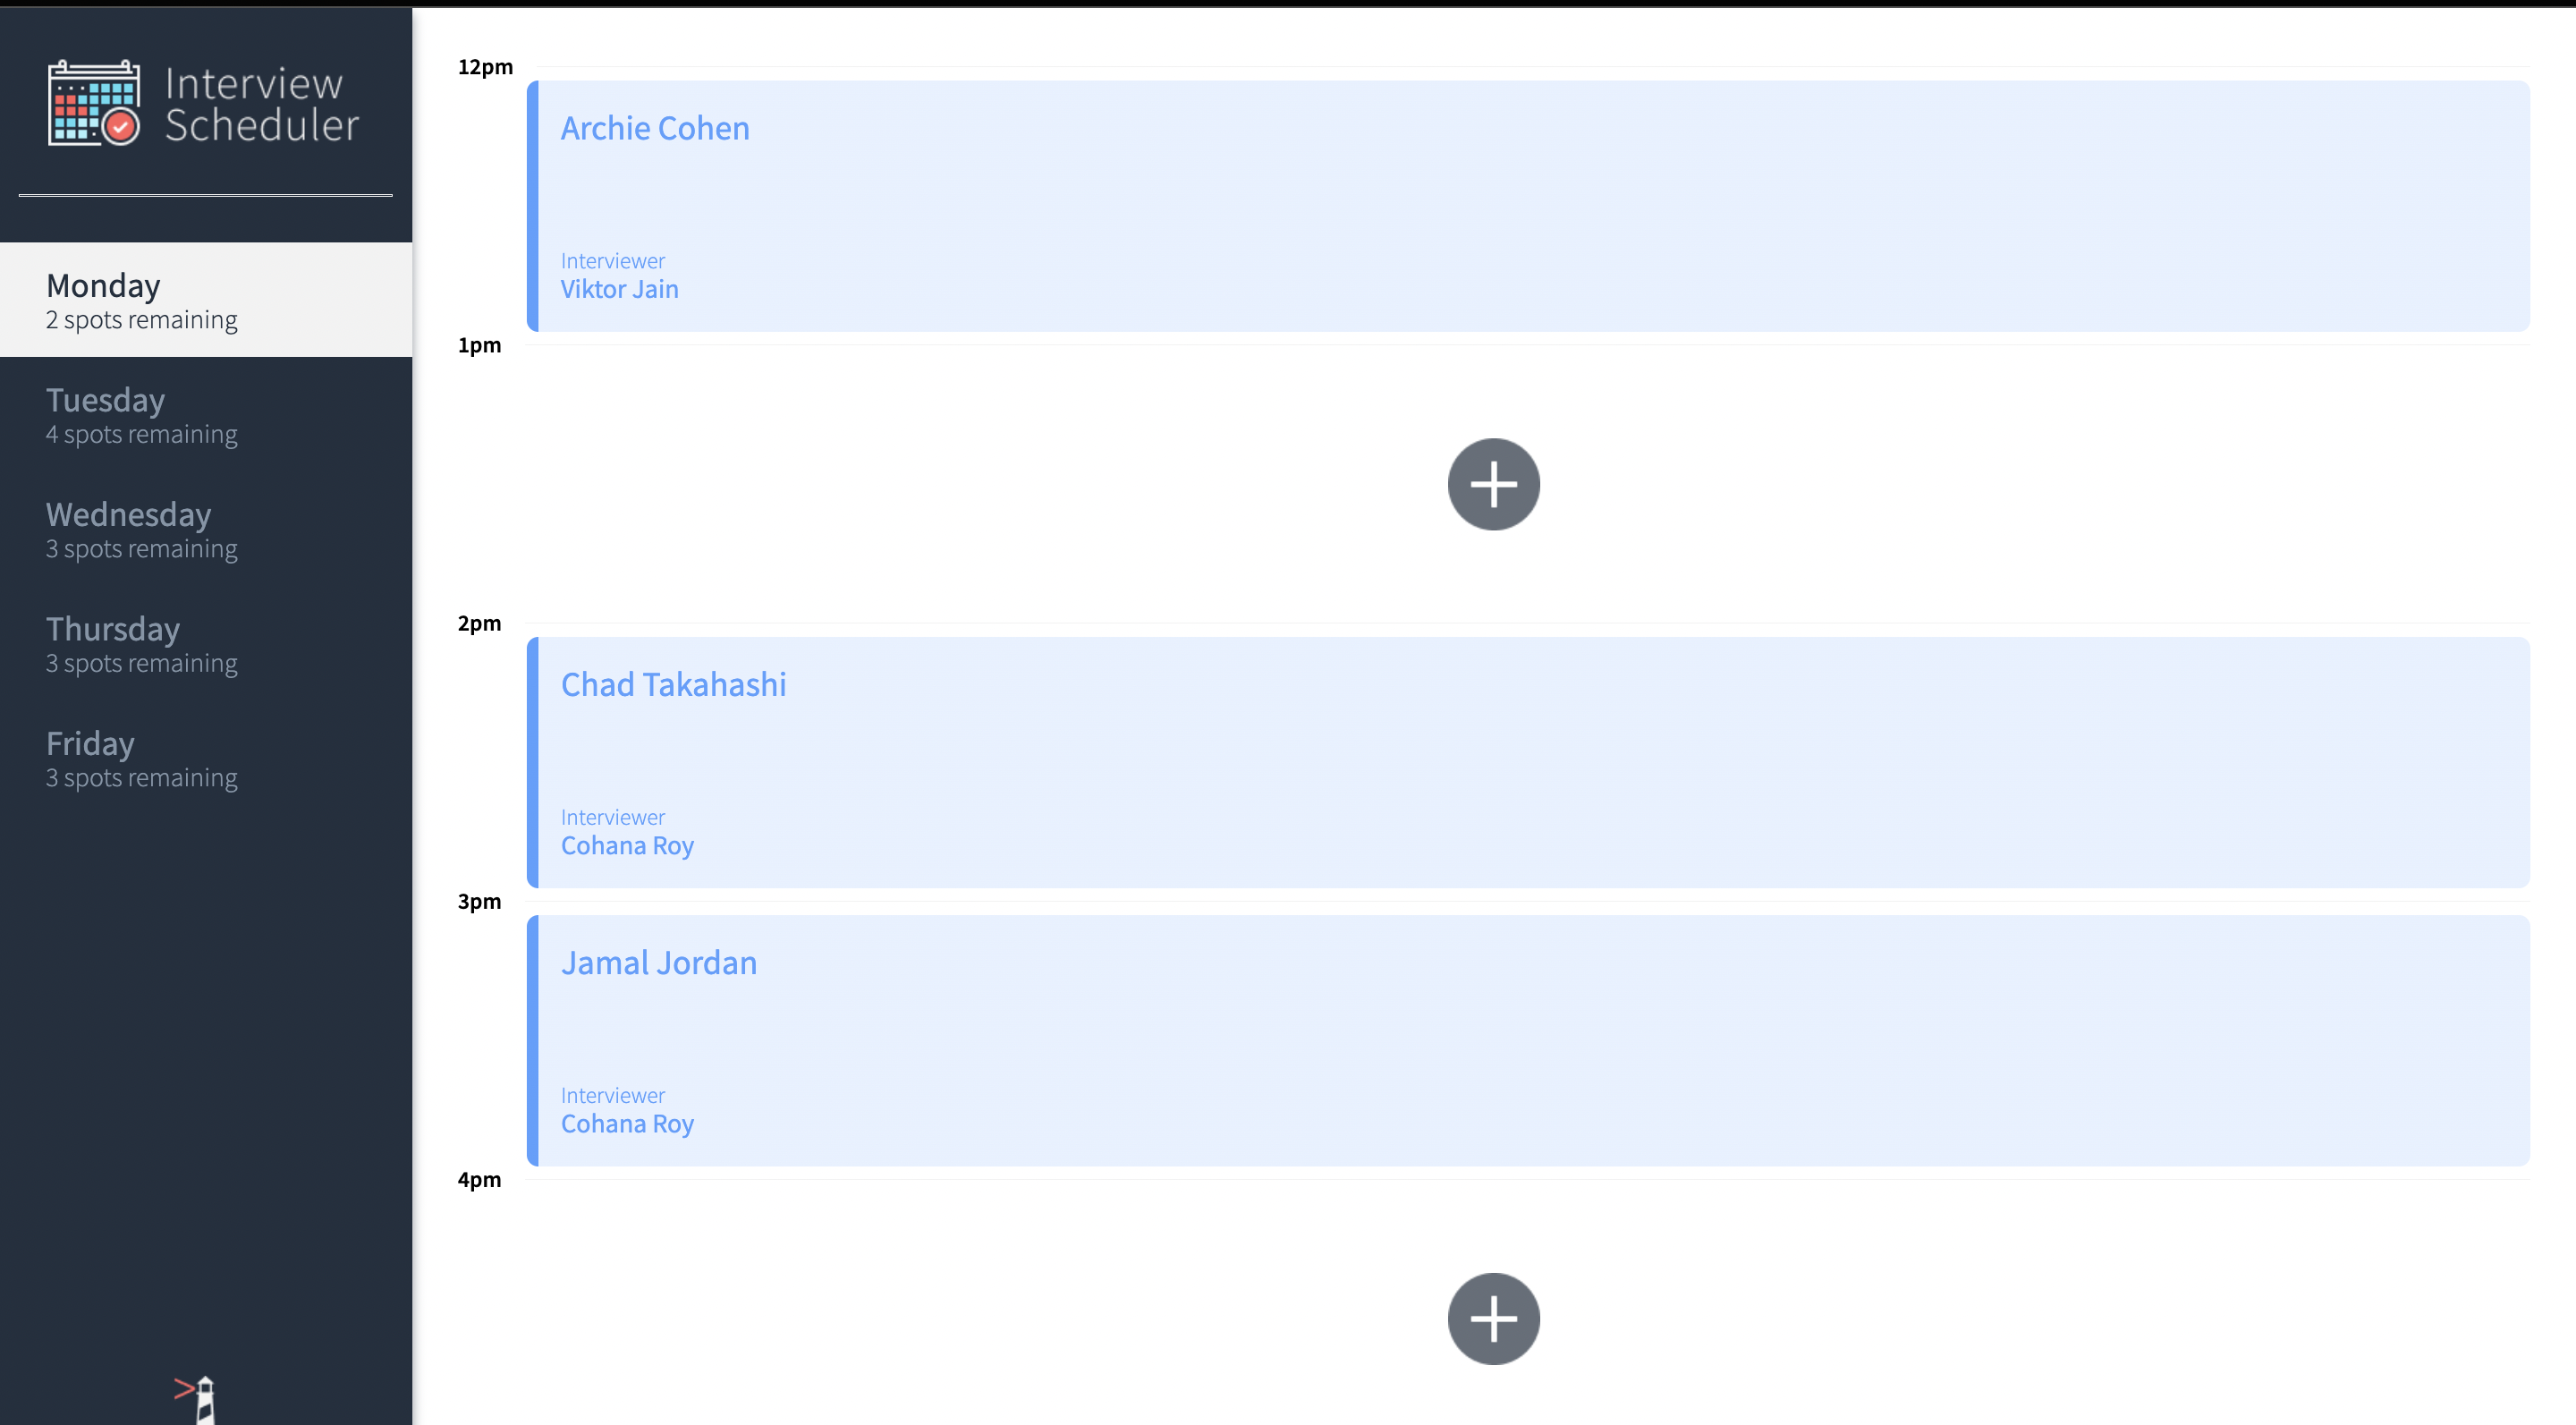 Interview
Scheduler
Monday
2 spots remaining
Tuesday
4 spots remaining
Wednesday
3 spots remaining
Thursday
3 spots remaining
Friday
3 spots remaining
12pm
Archie Cohen
Interviewer
Viktor Jain
1pm
2pm
Chad Takahashi
Interviewer
Cohana Roy
3pm
Jamal Jordan
Interviewer
Cohana Roy
4pm